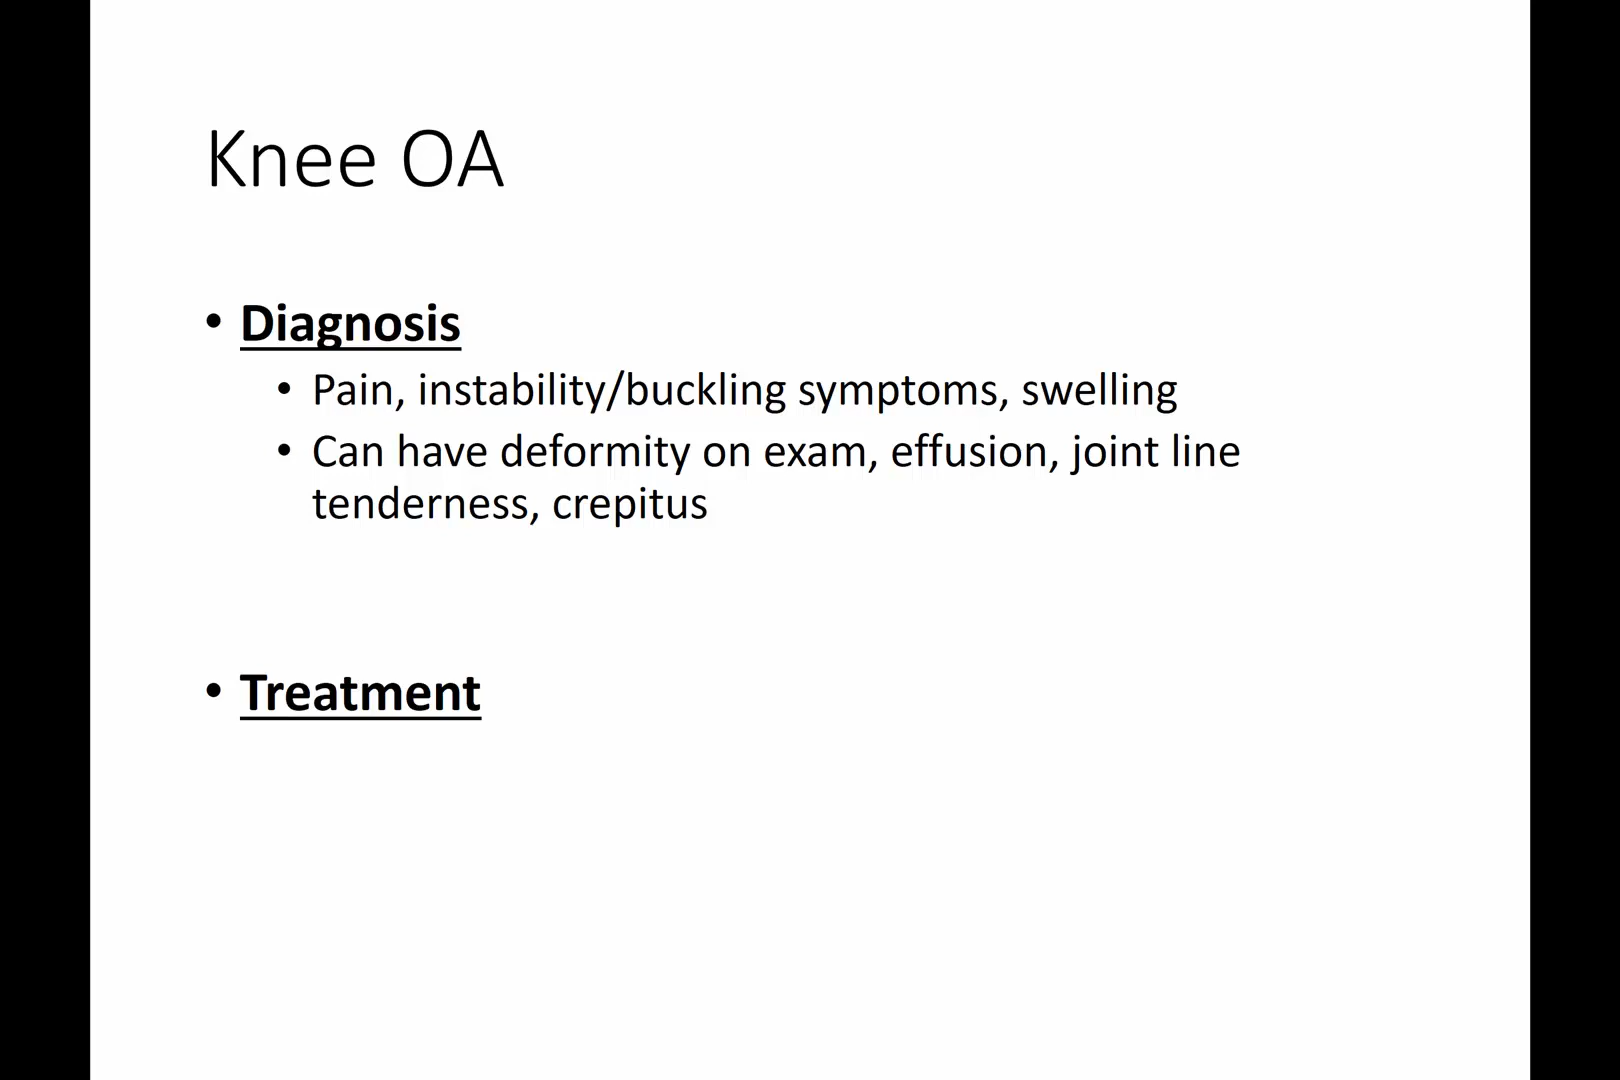 Knee OA
• Diagnosis
• Pain, instability/buckling symptoms, swelling
• Can have deformity on exam, effusion, joint line
tenderness, crepitus
• Treatment